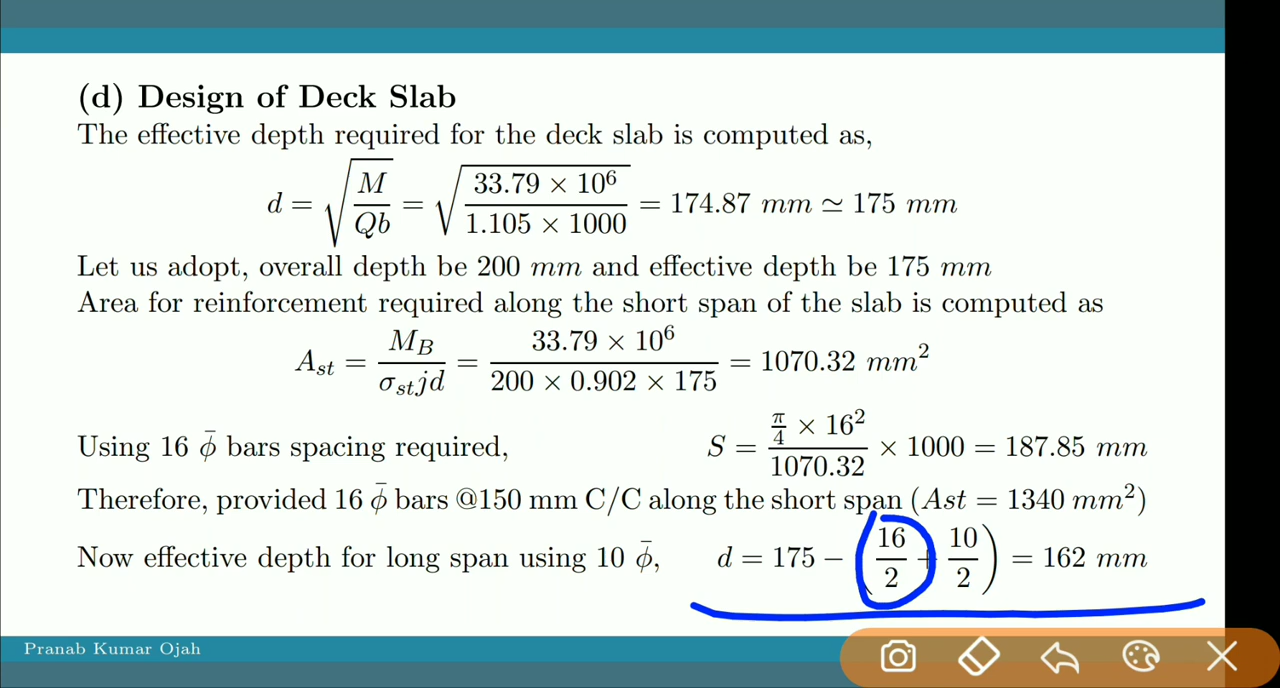 (d) Design of Deck Slab
The effective depth required for the deck slab is computed as,
d = √(M/Qb) = √((33.79 × 10⁶)/(1.105 × 1000)) = 174.87 mm ≃ 175 mm
Let us adopt, overall depth be 200 mm and effective depth be 175 mm
Area for reinforcement required along the short span of the slab is computed as
A_st = M_B/(σ_st jd) = (33.79 × 10⁶)/(200 × 0.902 × 175) = 1070.32 mm²
Using 16 ϕ̄ bars spacing required, S = (π/4 × 16²)/1070.32 × 1000 = 187.85 mm
Therefore, provided 16 ϕ̄ bars @150 mm C/C along the short span (Ast = 1340 mm²)
Now effective depth for long span using 10 ϕ̄, d = 175 − (16/2 + 10/2) = 162 mm
Pranab Kumar Ojah